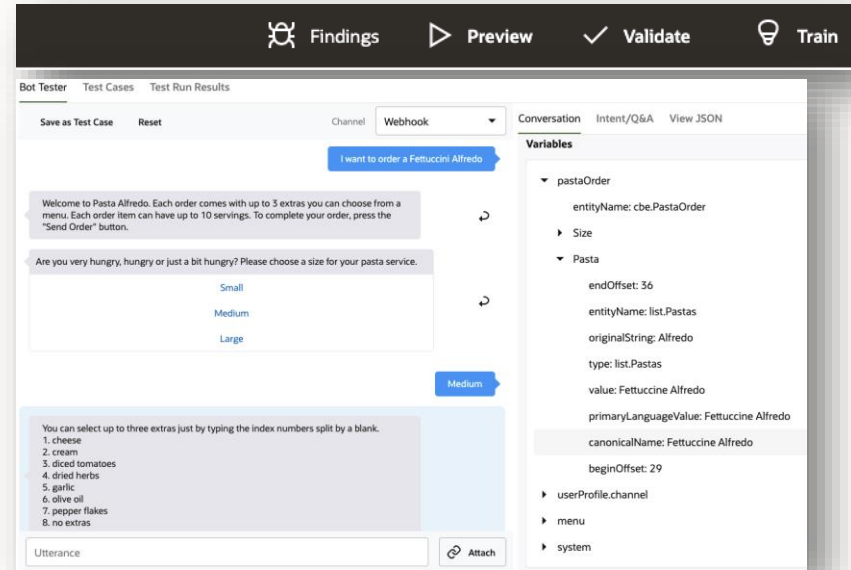 Findings
Preview
Validate
Train
Bot Tester
Test Cases
Test Run Results
Save as Test Case
Reset
Channel
Webhook
I want to order a Fettuccini Alfredo
Welcome to Pasta Alfredo. Each order comes with up to 3 extras you can choose from a
menu. Each order item can have up to 10 servings. To complete your order, press the
"Send Order" button.
Are you very hungry, hungry or just a bit hungry? Please choose a size for your pasta service.
Small
Medium
Large
Medium
You can select up to three extras just by typing the index numbers split by a blank.
1. cheese
2. cream
3. diced tomatoes
4. dried herbs
5. garlic
6. olive oil
7. pepper flakes
8. no extras
Utterance
Attach
Conversation
Intent/Q&A
View JSON
Variables
pastaOrder
entityName: cbe.PastaOrder
Size
Pasta
endOffset: 36
entityName: list.Pastas
originalString: Alfredo
type: list.Pastas
value: Fettuccine Alfredo
primaryLanguageValue: Fettuccine Alfredo
canonicalName: Fettuccine Alfredo
beginOffset: 29
userProfile.channel
menu
system